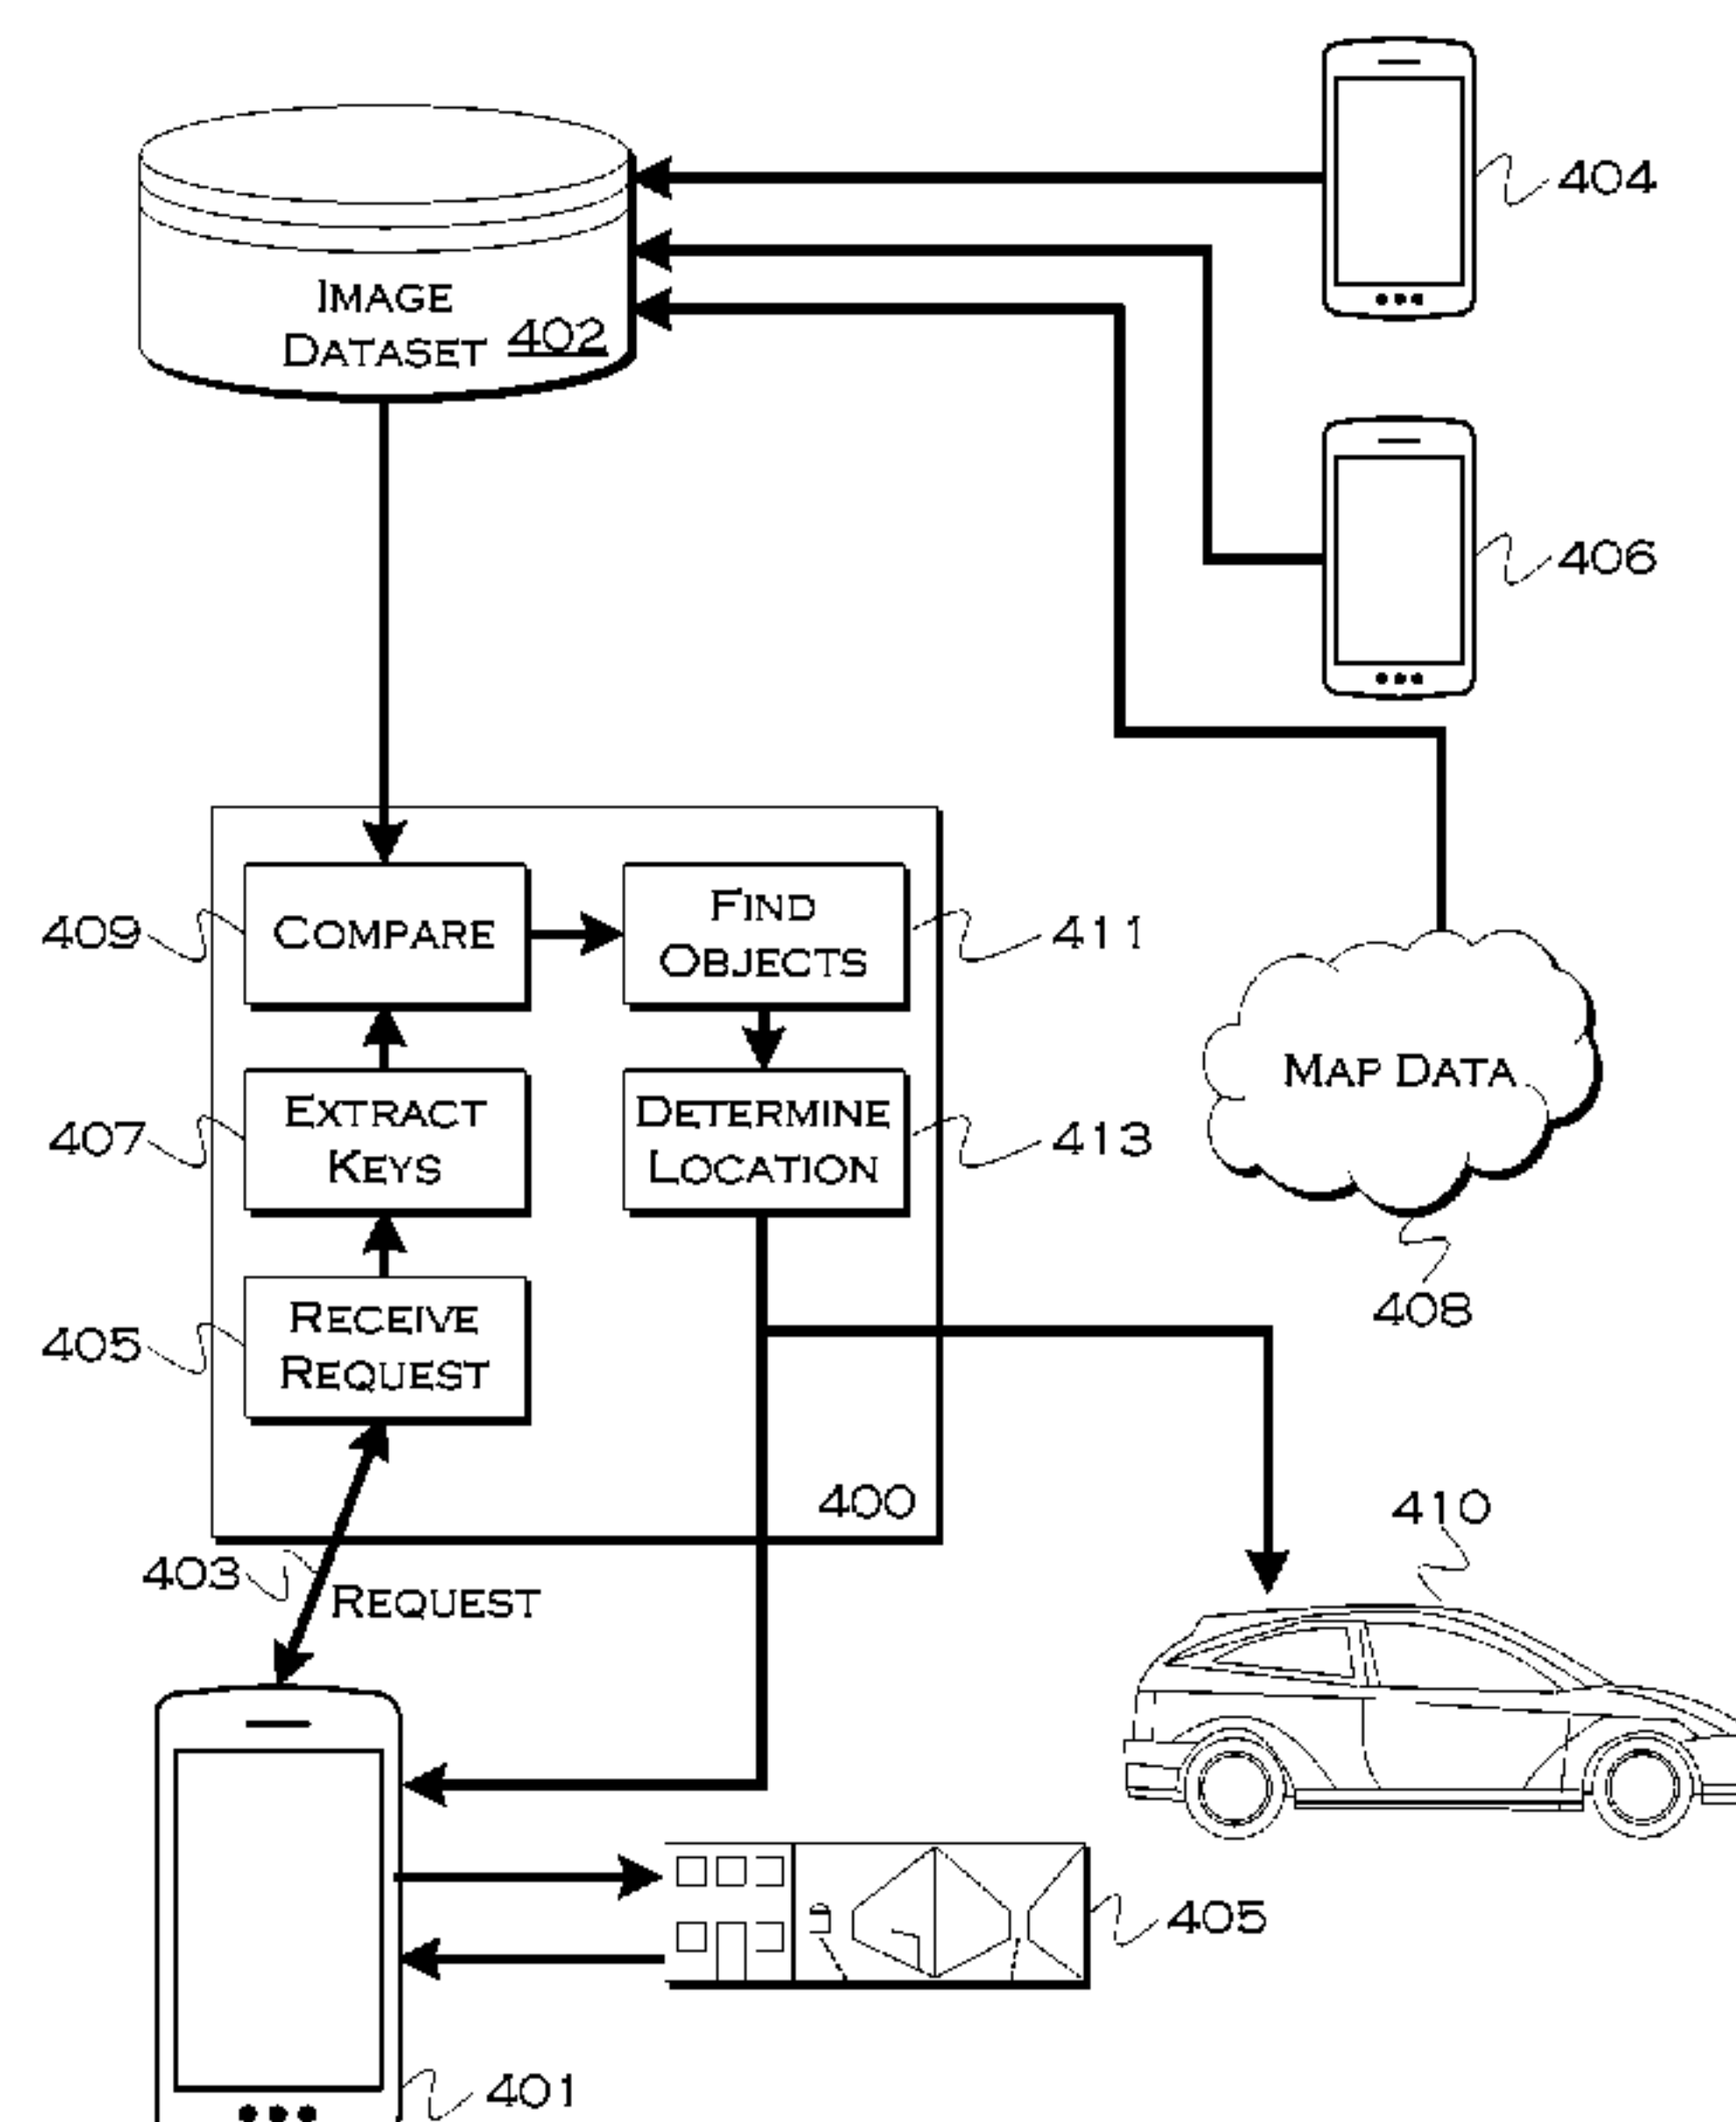 404
IMAGE
DATASET 402
406
409
COMPARE
FIND
OBJECTS
411
MAP DATA
407
EXTRACT
KEYS
DETERMINE
LOCATION
413
408
405
RECEIVE
REQUEST
400
410
403
REQUEST
405
401